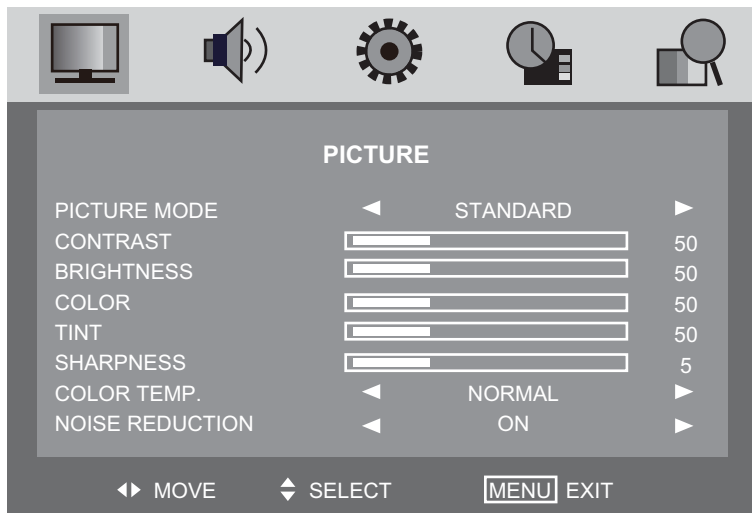 PICTURE
PICTURE MODE STANDARD
CONTRAST 50
BRIGHTNESS 50
COLOR 50
TINT 50
SHARPNESS 5
COLOR TEMP. NORMAL
NOISE REDUCTION ON
MOVE SELECT MENU EXIT